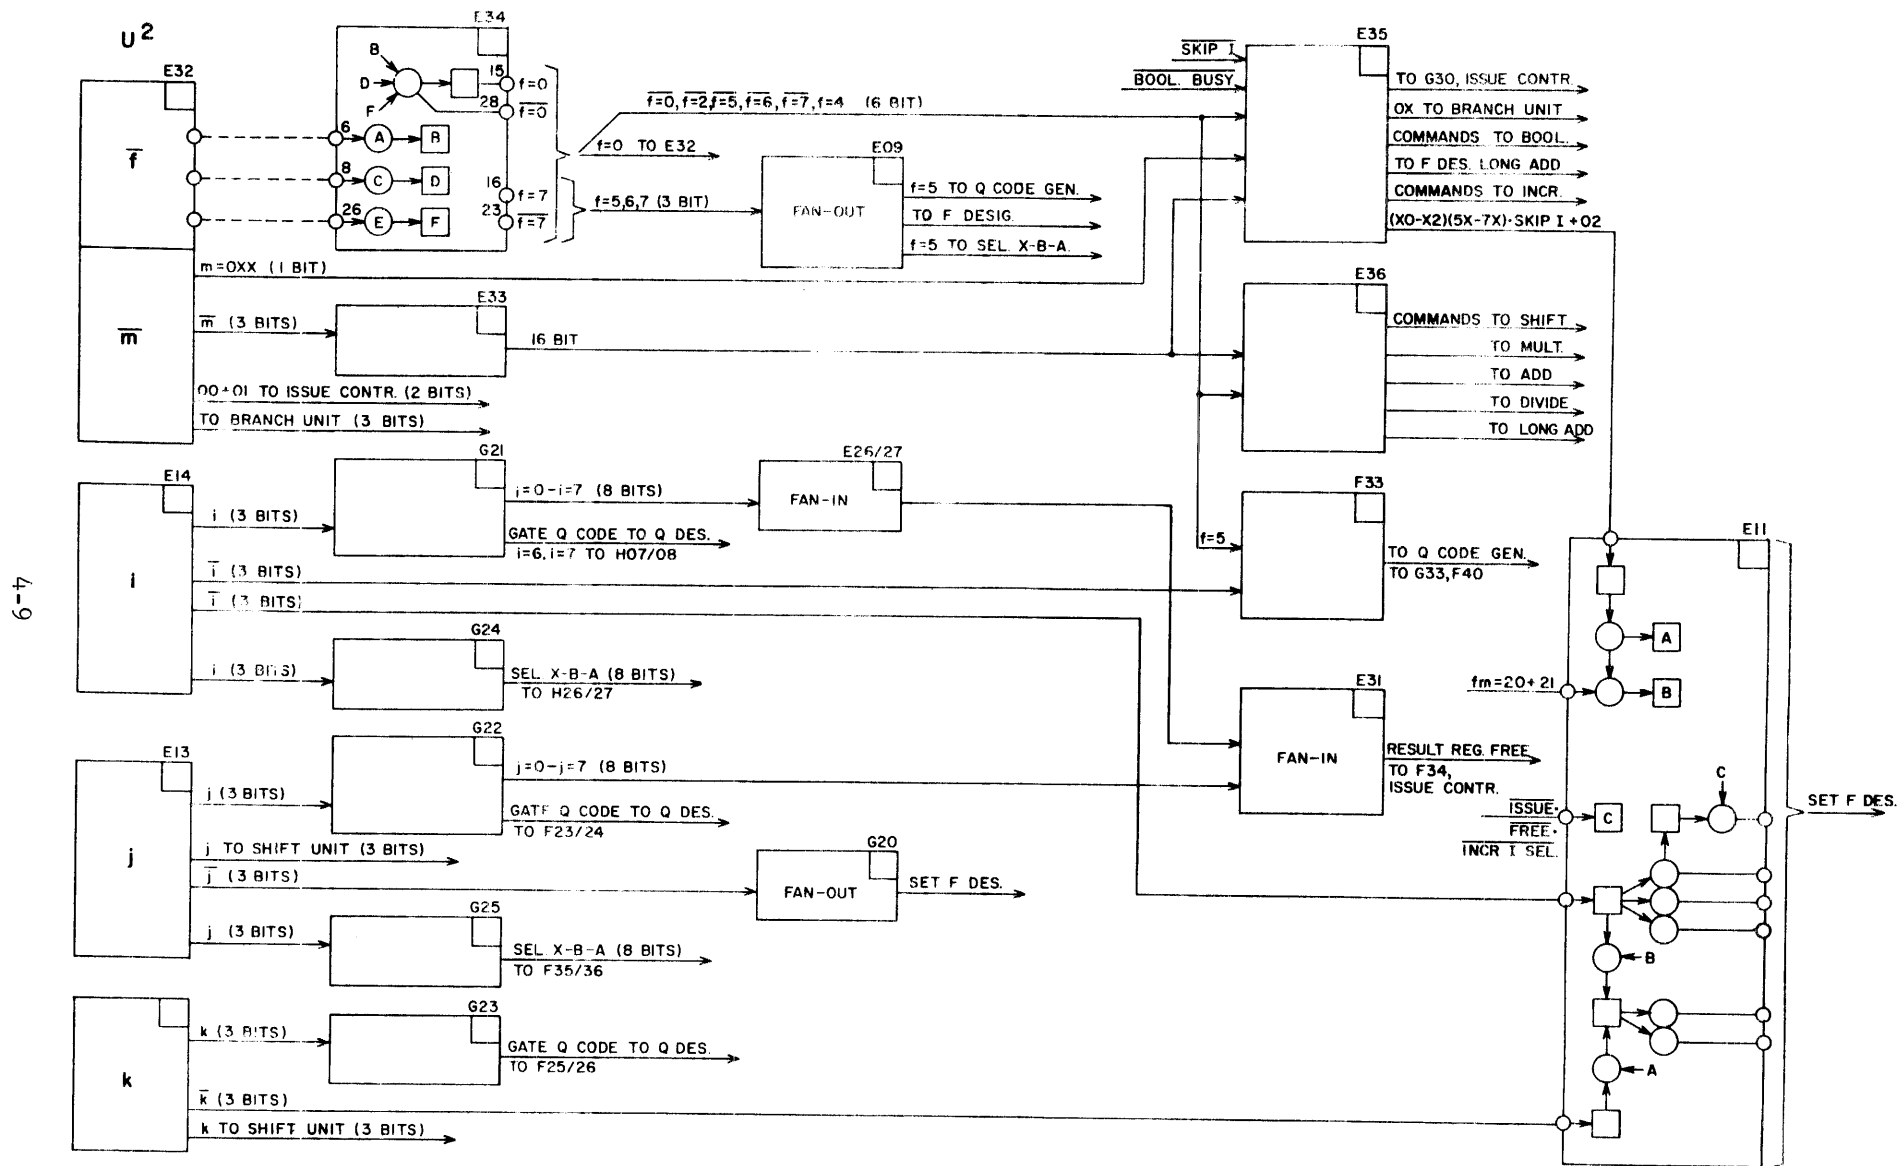 U²
E32
f̅
m̅
E34
B
D
F
15
f=0
28
f̅=̅0̅
6
A
B
8
C
D
26
E
F
16
f=7
23
f̅=̅7̅
f̅=̅0̅, f̅=̅2̅, f̅=̅5̅, f̅=̅6̅, f̅=̅7̅, f=4 (6 BIT)
f=0 TO E32
f=5,6,7 (3 BIT)
E09
FAN-OUT
f=5 TO Q CODE GEN.
TO F DESIG.
f=5 TO SEL. X-B-A.
m=0XX (1 BIT)
m̅ (3 BITS)
E33
16 BIT
00+01 TO ISSUE CONTR. (2 BITS)
TO BRANCH UNIT (3 BITS)
S̅K̅I̅P̅ I̅
B̅O̅O̅L̅.̅ B̅U̅S̅Y̅
E35
TO G30, ISSUE CONTR.
0X TO BRANCH UNIT
COMMANDS TO BOOL.
TO F DES. LONG ADD
COMMANDS TO INCR.
(X0-X2)(5X-7X)·SKIP I+02
E36
COMMANDS TO SHIFT
TO MULT.
TO ADD
TO DIVIDE
TO LONG ADD
E14
i
i (3 BITS)
G21
i=0-i=7 (8 BITS)
GATE Q CODE TO Q DES.
i=6, i=7 TO H07/08
E26/27
FAN-IN
i̅ (3 BITS)
i̅ (3 BITS)
i (3 BITS)
G24
SEL X-B-A (8 BITS)
TO H26/27
F33
f=5
TO Q CODE GEN.
TO G33,F40
E31
FAN-IN
RESULT REG. FREE
TO F34,
ISSUE CONTR.
E13
j
j (3 BITS)
G22
j=0-j=7 (8 BITS)
GATE Q CODE TO Q DES.
TO F23/24
j TO SHIFT UNIT (3 BITS)
j̅ (3 BITS)
G20
FAN-OUT
SET F DES.
j (3 BITS)
G25
SEL. X-B-A (8 BITS)
TO F35/36
k
k (3 BITS)
G23
GATE Q CODE TO Q DES.
TO F25/26
k̅ (3 BITS)
k TO SHIFT UNIT (3 BITS)
E11
A
fm=20+21
B
C
I̅S̅S̅U̅E̅·
F̅R̅E̅E̅·
I̅N̅C̅R̅ I̅ S̅E̅L̅.̅
C
B
A
SET F DES.
4-9